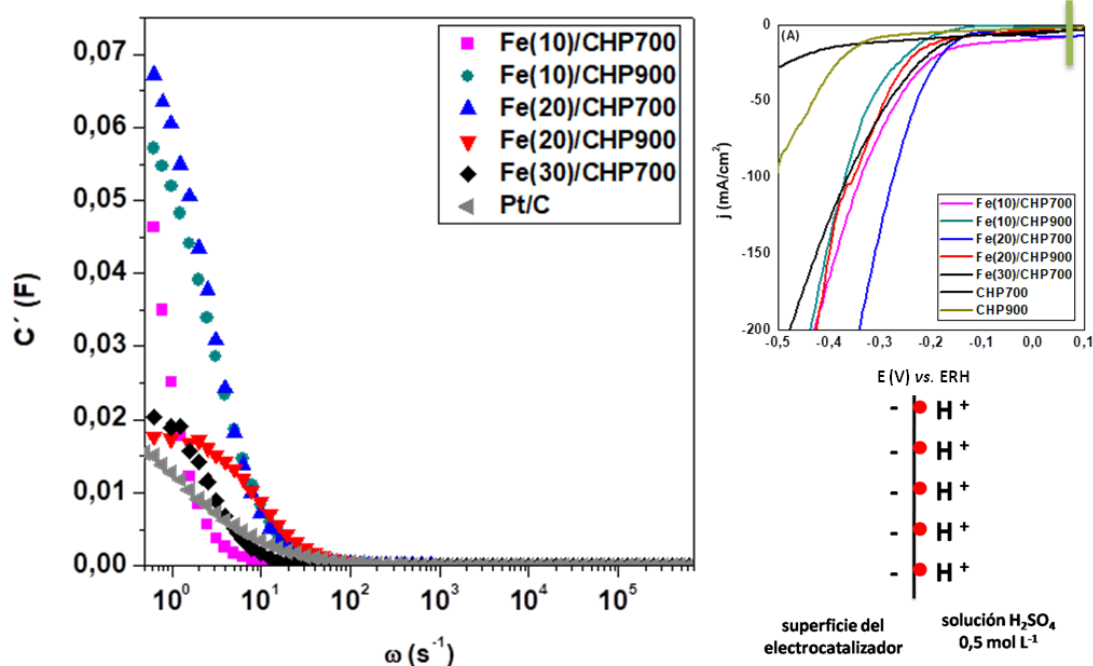 0,07
0,06
0,05
0,04
0,03
0,02
0,01
0,00
C´ (F)
10⁰
10¹
10²
10³
10⁴
10⁵
ω (s⁻¹)
Fe(10)/CHP700
Fe(10)/CHP900
Fe(20)/CHP700
Fe(20)/CHP900
Fe(30)/CHP700
Pt/C
(A)
0
-50
-100
-150
-200
j (mA/cm²)
Fe(10)/CHP700
Fe(10)/CHP900
Fe(20)/CHP700
Fe(20)/CHP900
Fe(30)/CHP700
CHP700
CHP900
-0,5 -0,4 -0,3 -0,2 -0,1 0,0 0,1
E (V) vs. ERH
- H⁺
- H⁺
- H⁺
- H⁺
- H⁺
superficie del
electrocatalizador
solución H₂SO₄
0,5 mol L⁻¹